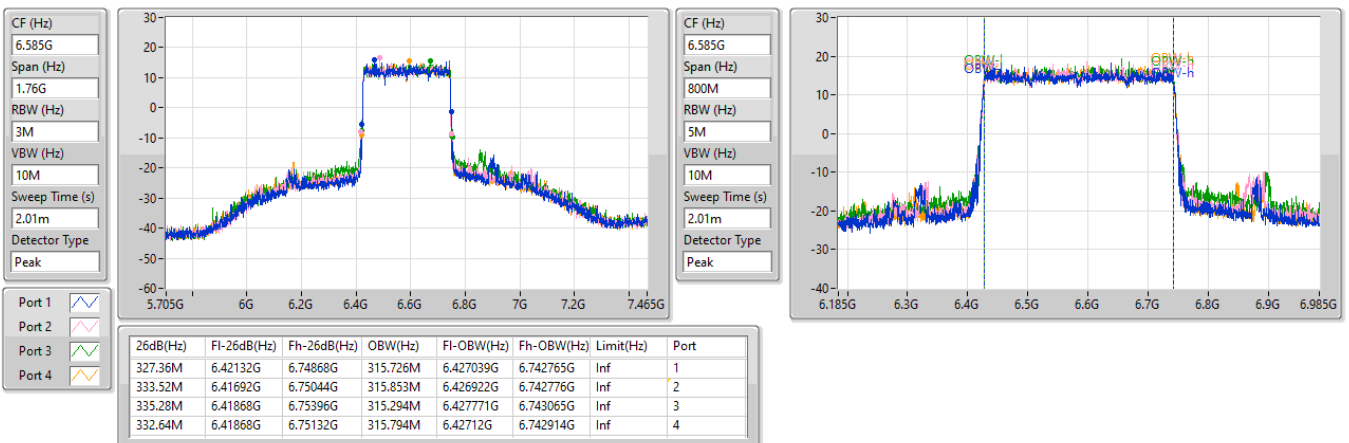 CF (Hz)
6.585G
Span (Hz)
1.76G
RBW (Hz)
3M
VBW (Hz)
10M
Sweep Time (s)
2.01m
Detector Type
Peak
30
20
10
0
-10
-20
-30
-40
-50
-60
5.705G 6G 6.2G 6.4G 6.6G 6.8G 7G 7.2G 7.465G
CF (Hz)
6.585G
Span (Hz)
800M
RBW (Hz)
5M
VBW (Hz)
10M
Sweep Time (s)
2.01m
Detector Type
Peak
30
20
10
0
-10
-20
-30
-40
OBW-h
6.185G 6.3G 6.4G 6.5G 6.6G 6.7G 6.8G 6.9G 6.985G
Port 1
Port 2
Port 3
Port 4
26dB(Hz) Fl-26dB(Hz) Fh-26dB(Hz) OBW(Hz) Fl-OBW(Hz) Fh-OBW(Hz) Limit(Hz) Port
327.36M 6.42132G 6.74868G 315.726M 6.427039G 6.742765G Inf 1
333.52M 6.41692G 6.75044G 315.853M 6.426922G 6.742776G Inf 2
335.28M 6.41868G 6.75396G 315.294M 6.427771G 6.743065G Inf 3
332.64M 6.41868G 6.75132G 315.794M 6.42712G 6.742914G Inf 4